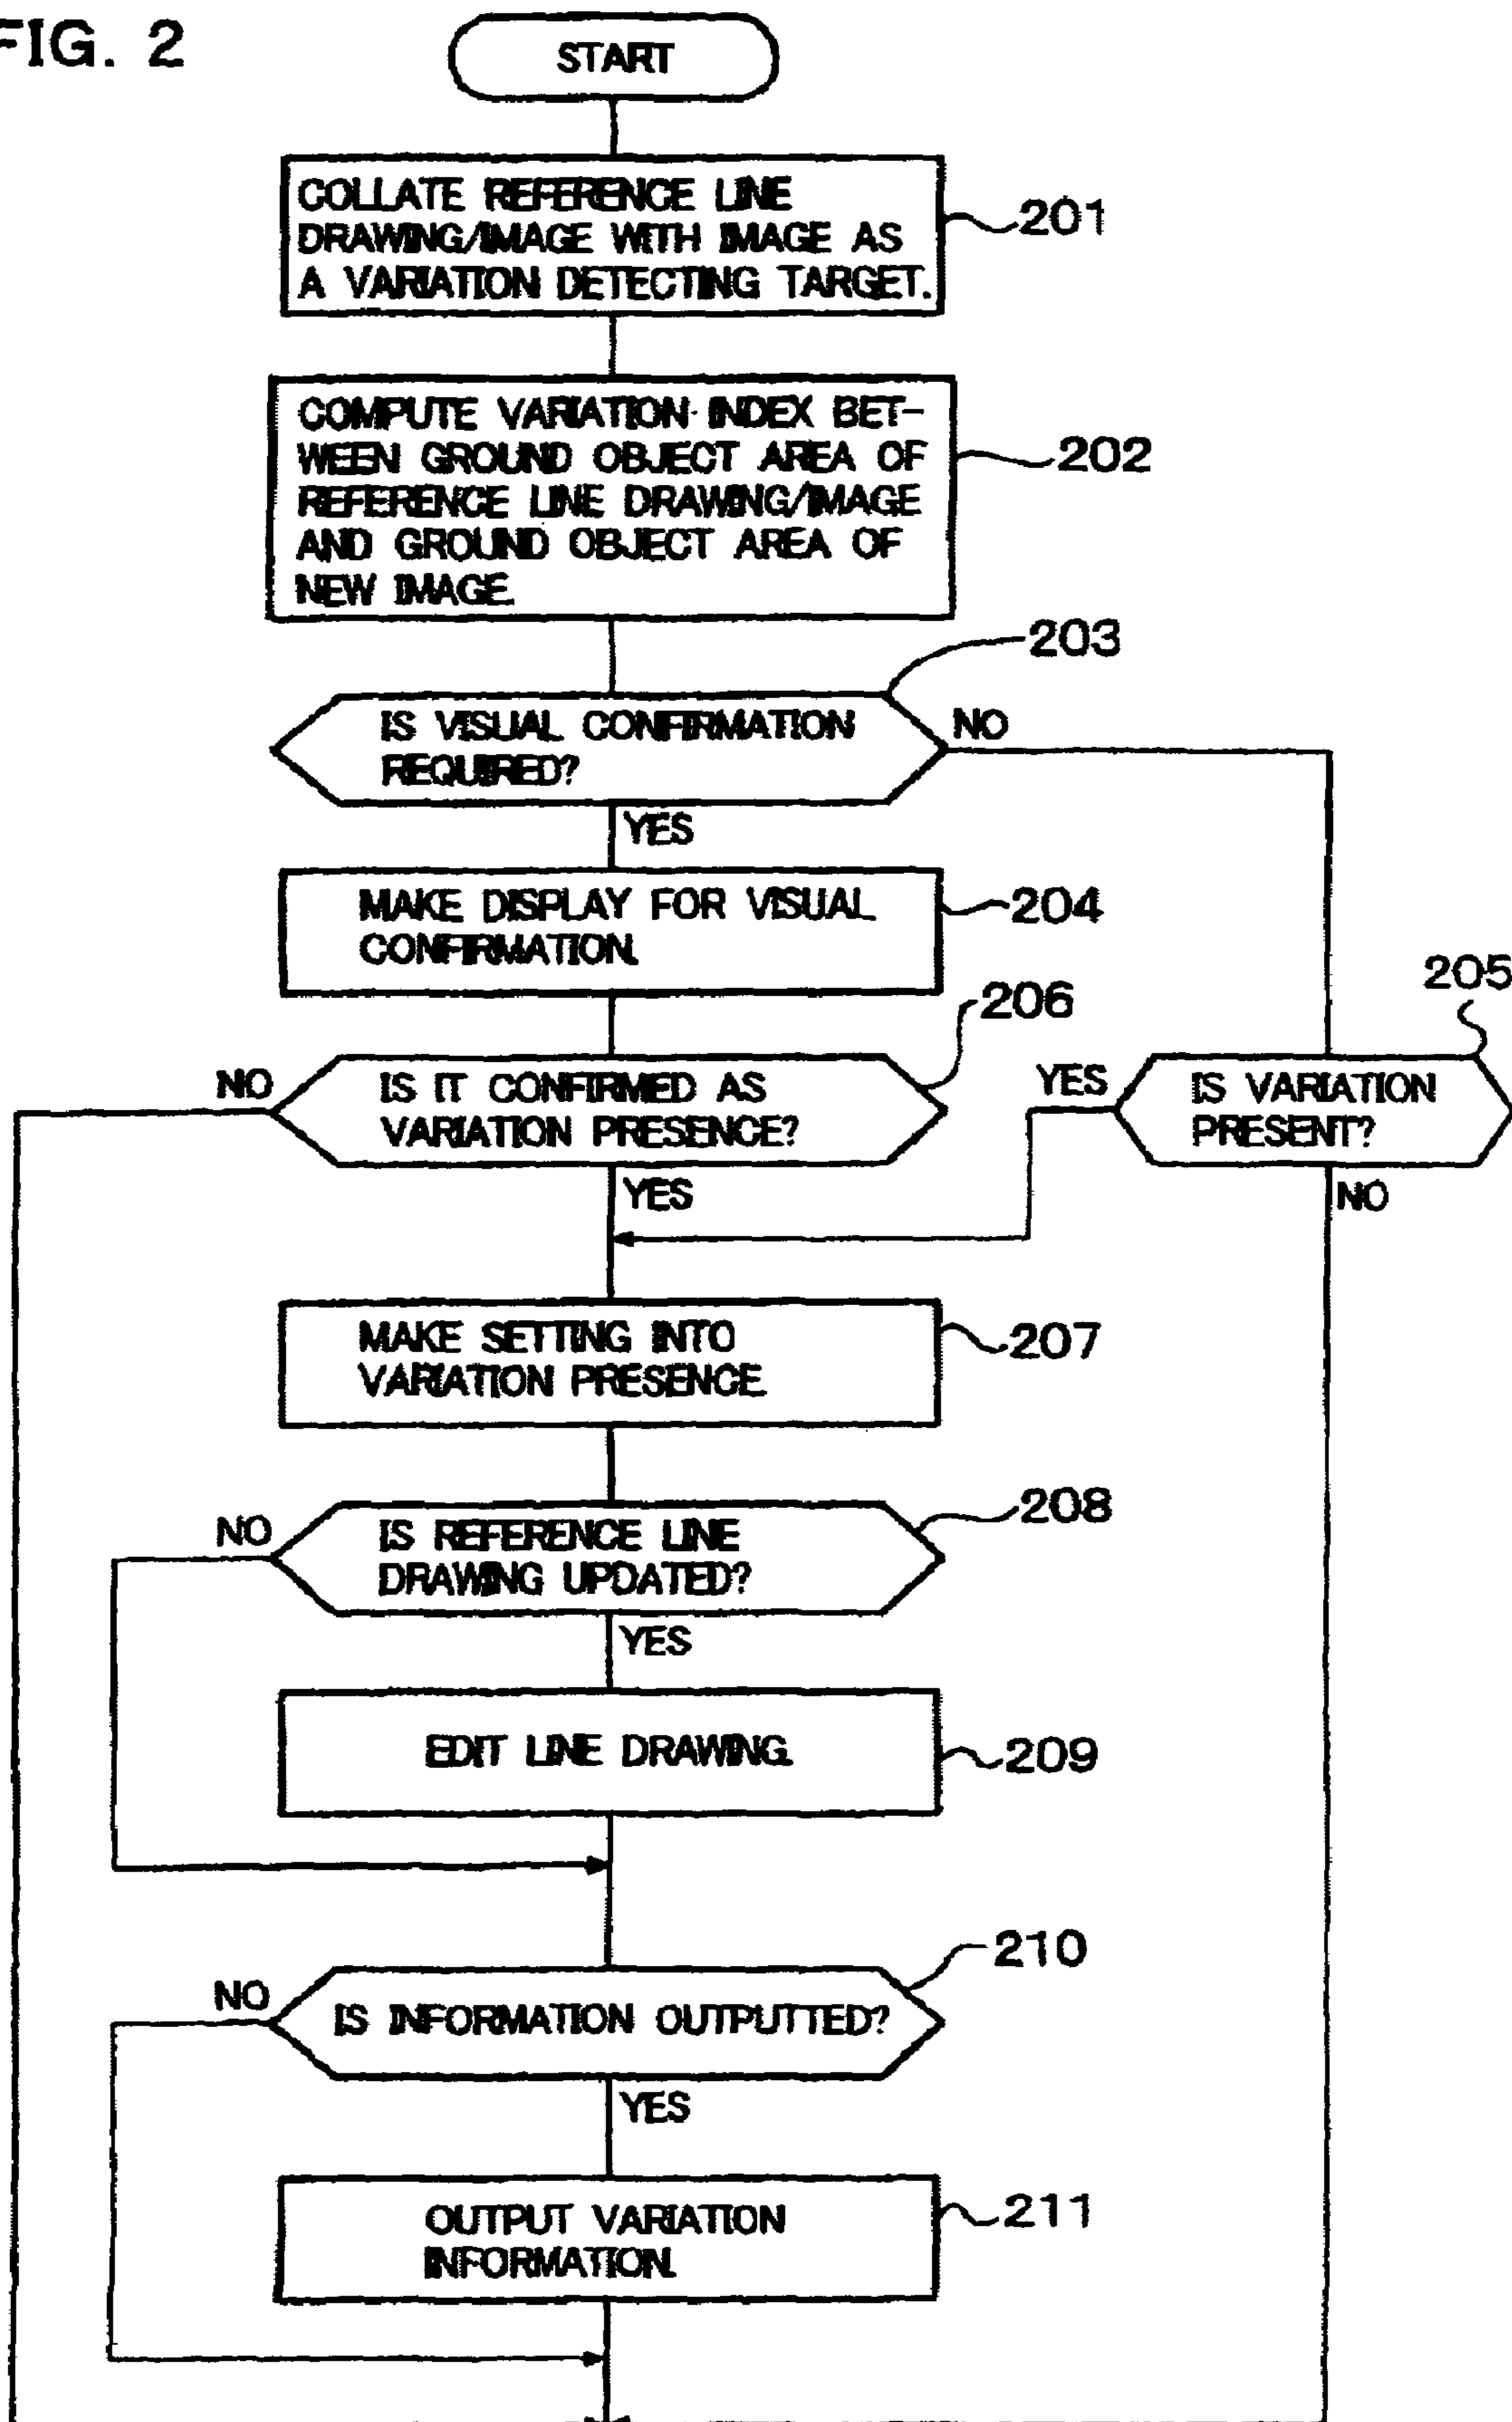 FIG. 2
START
COLLATE REFERENCE LINE
DRAWING/IMAGE WITH IMAGE AS
A VARIATION DETECTING TARGET.
201
COMPUTE VARIATION INDEX BET-
WEEN GROUND OBJECT AREA OF
REFERENCE LINE DRAWING/IMAGE
AND GROUND OBJECT AREA OF
NEW IMAGE.
202
203
IS VISUAL CONFIRMATION
REQUIRED?
NO
YES
MAKE DISPLAY FOR VISUAL
CONFIRMATION.
204
205
206
NO
IS IT CONFIRMED AS
VARIATION PRESENCE?
YES
YES
IS VARIATION
PRESENT?
NO
MAKE SETTING INTO
VARIATION PRESENCE.
207
208
NO
IS REFERENCE LINE
DRAWING UPDATED?
YES
EDIT LINE DRAWING.
209
210
NO
IS INFORMATION OUTPUTTED?
YES
OUTPUT VARIATION
INFORMATION.
211